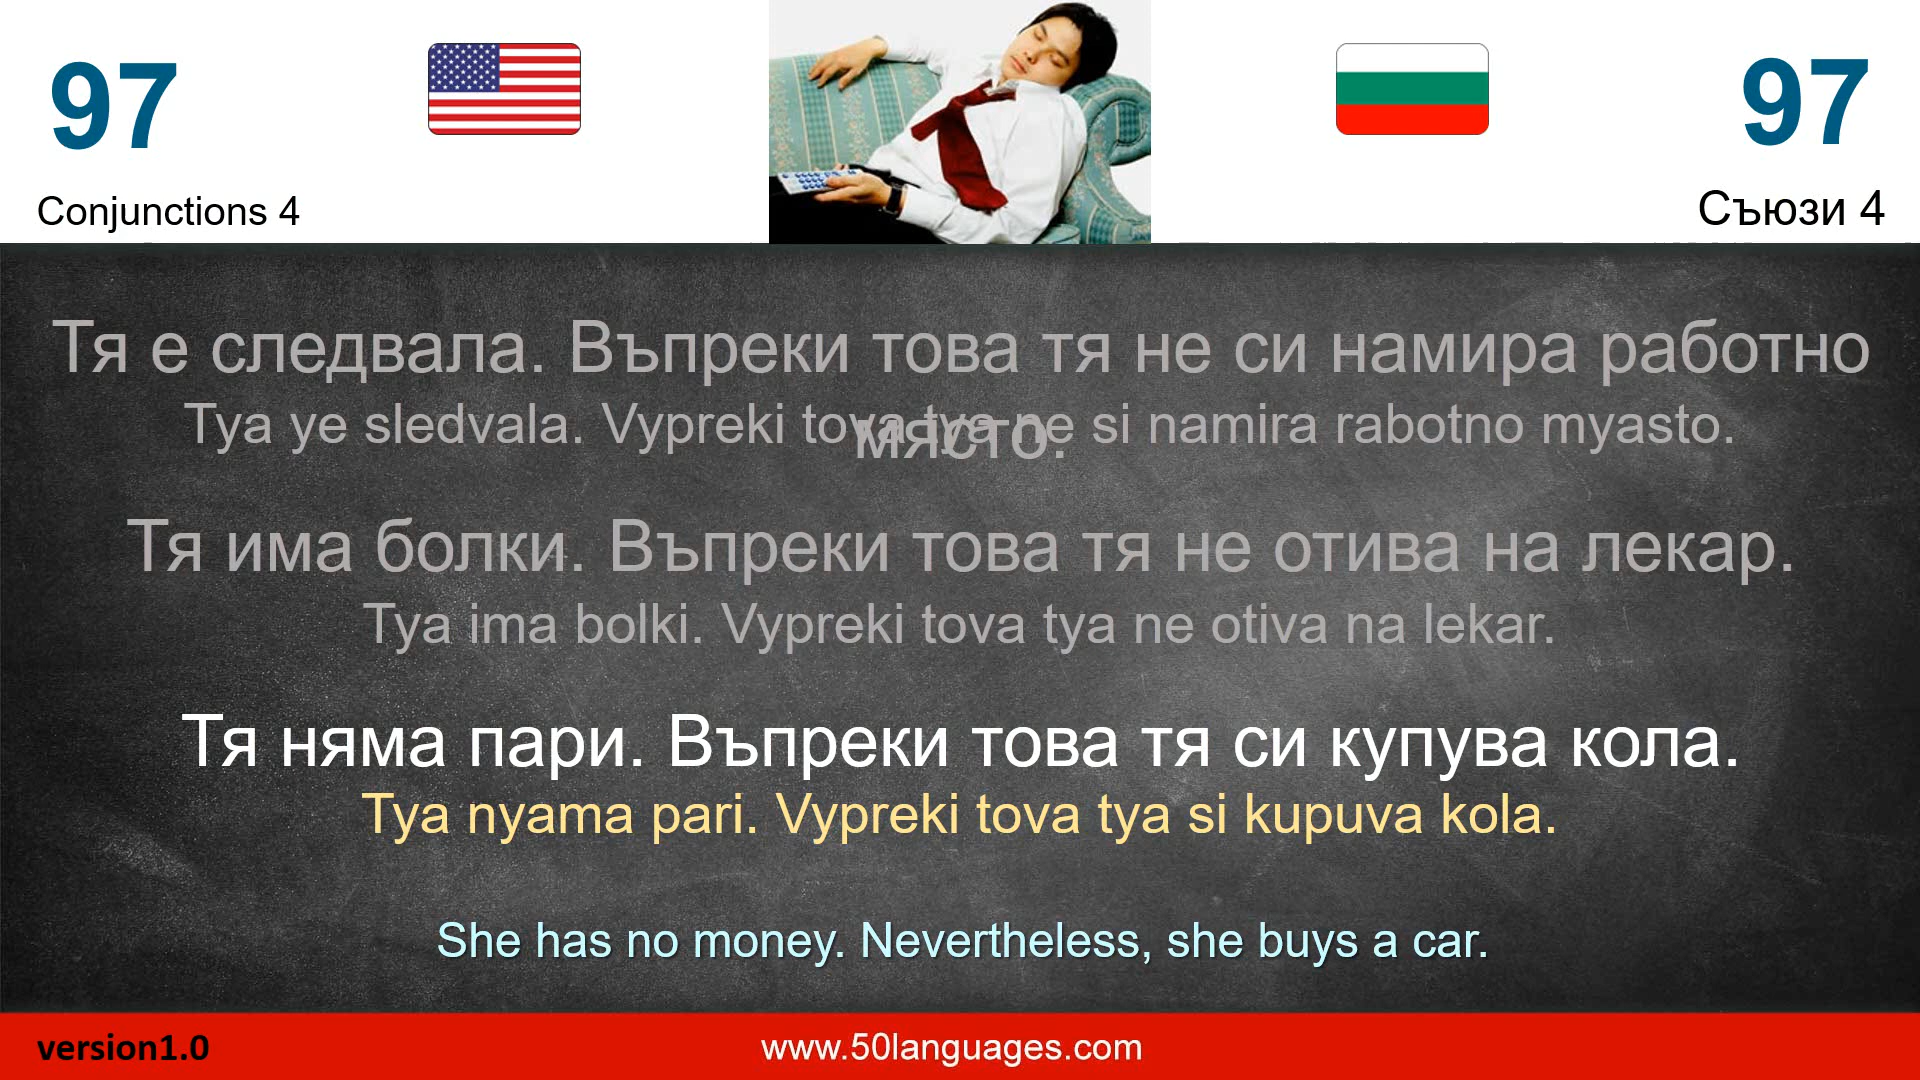 97
97
Conjunctions 4
Съюзи 4
Тя е следвала. Въпреки това тя не си намира работно
място.
Tya ye sledvala. Vypreki tova tya ne si namira rabotno myasto.
Тя има болки. Въпреки това тя не отива на лекар.
Tya ima bolki. Vypreki tova tya ne otiva na lekar.
Тя няма пари. Въпреки това тя си купува кола.
Tya nyama pari. Vypreki tova tya si kupuva kola.
She has no money. Nevertheless, she buys a car.
version1.0
www.50languages.com